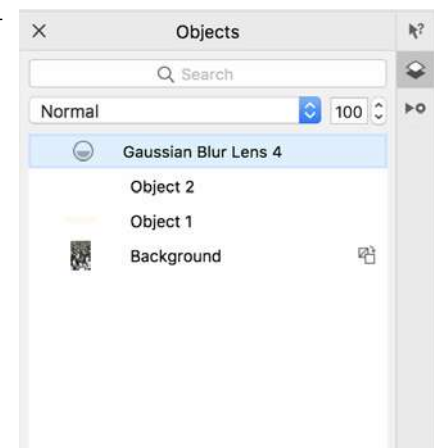 Objects
Search
Normal 100
Gaussian Blur Lens 4
Object 2
Object 1
Background